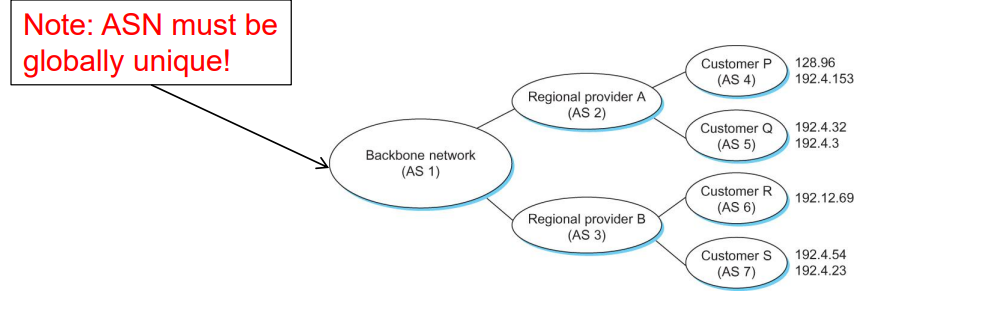 Note: ASN must be
globally unique!
Backbone network
(AS 1)
Regional provider A
(AS 2)
Regional provider B
(AS 3)
Customer P
(AS 4)
128.96
192.4.153
Customer Q
(AS 5)
192.4.32
192.4.3
Customer R
(AS 6)
192.12.69
Customer S
(AS 7)
192.4.54
192.4.23